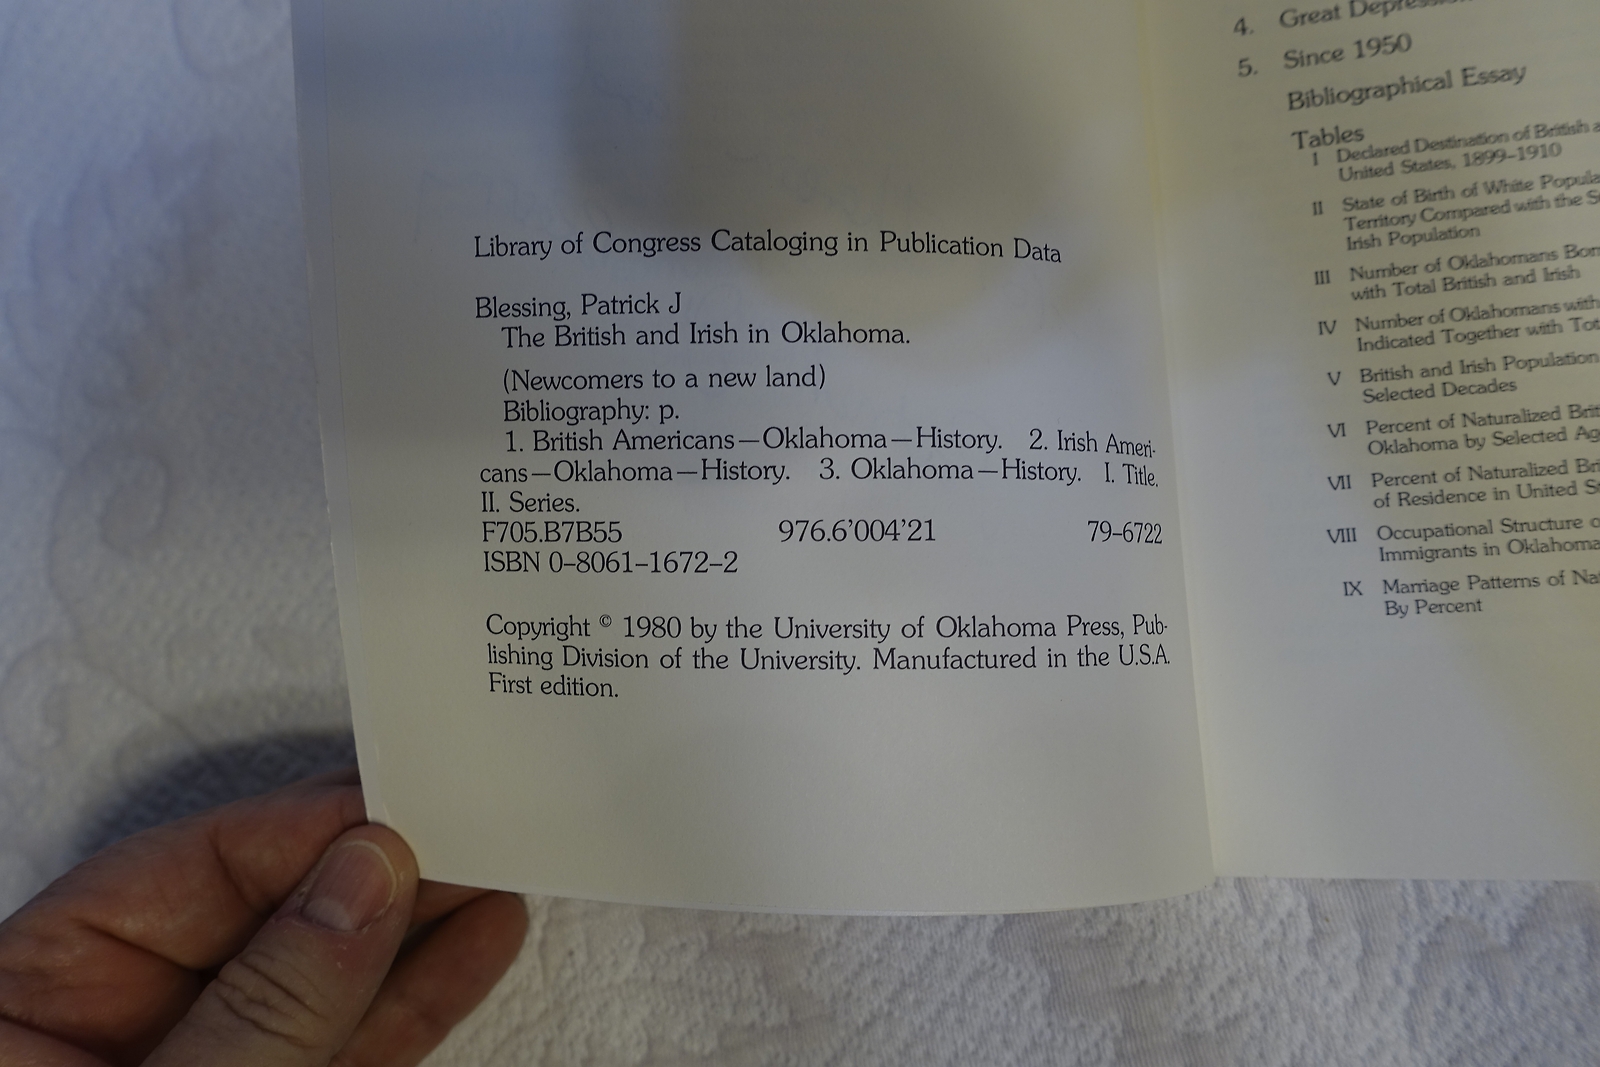 Library of Congress Cataloging in Publication Data
Blessing, Patrick J
The British and Irish in Oklahoma.
(Newcomers to a new land)
Bibliography: p.
1. British Americans—Oklahoma—History. 2. Irish Ameri-
cans—Oklahoma—History. 3. Oklahoma—History. I. Title.
II. Series.
F705.B7B55 976.6'004'21 79–6722
ISBN 0–8061–1672–2
Copyright © 1980 by the University of Oklahoma Press, Pub-
lishing Division of the University. Manufactured in the U.S.A.
First edition.
4. Great
5. Since 1950
Bibliographical Essay
Tables
I Declared Destination of British
United States, 1899–1910
II State of Birth of White
Territory Compared with the
Irish Population
III Number of Oklahomans
with Total British and Irish
IV Number of Oklahomans with
Indicated Together with
V British and Irish Population
Selected Decades
VI Percent of Naturalized
Oklahoma by Selected
VII Percent of Naturalized
of Residence in United
VIII Occupational Structure
Immigrants in Oklahoma
IX Marriage Patterns of
By Percent